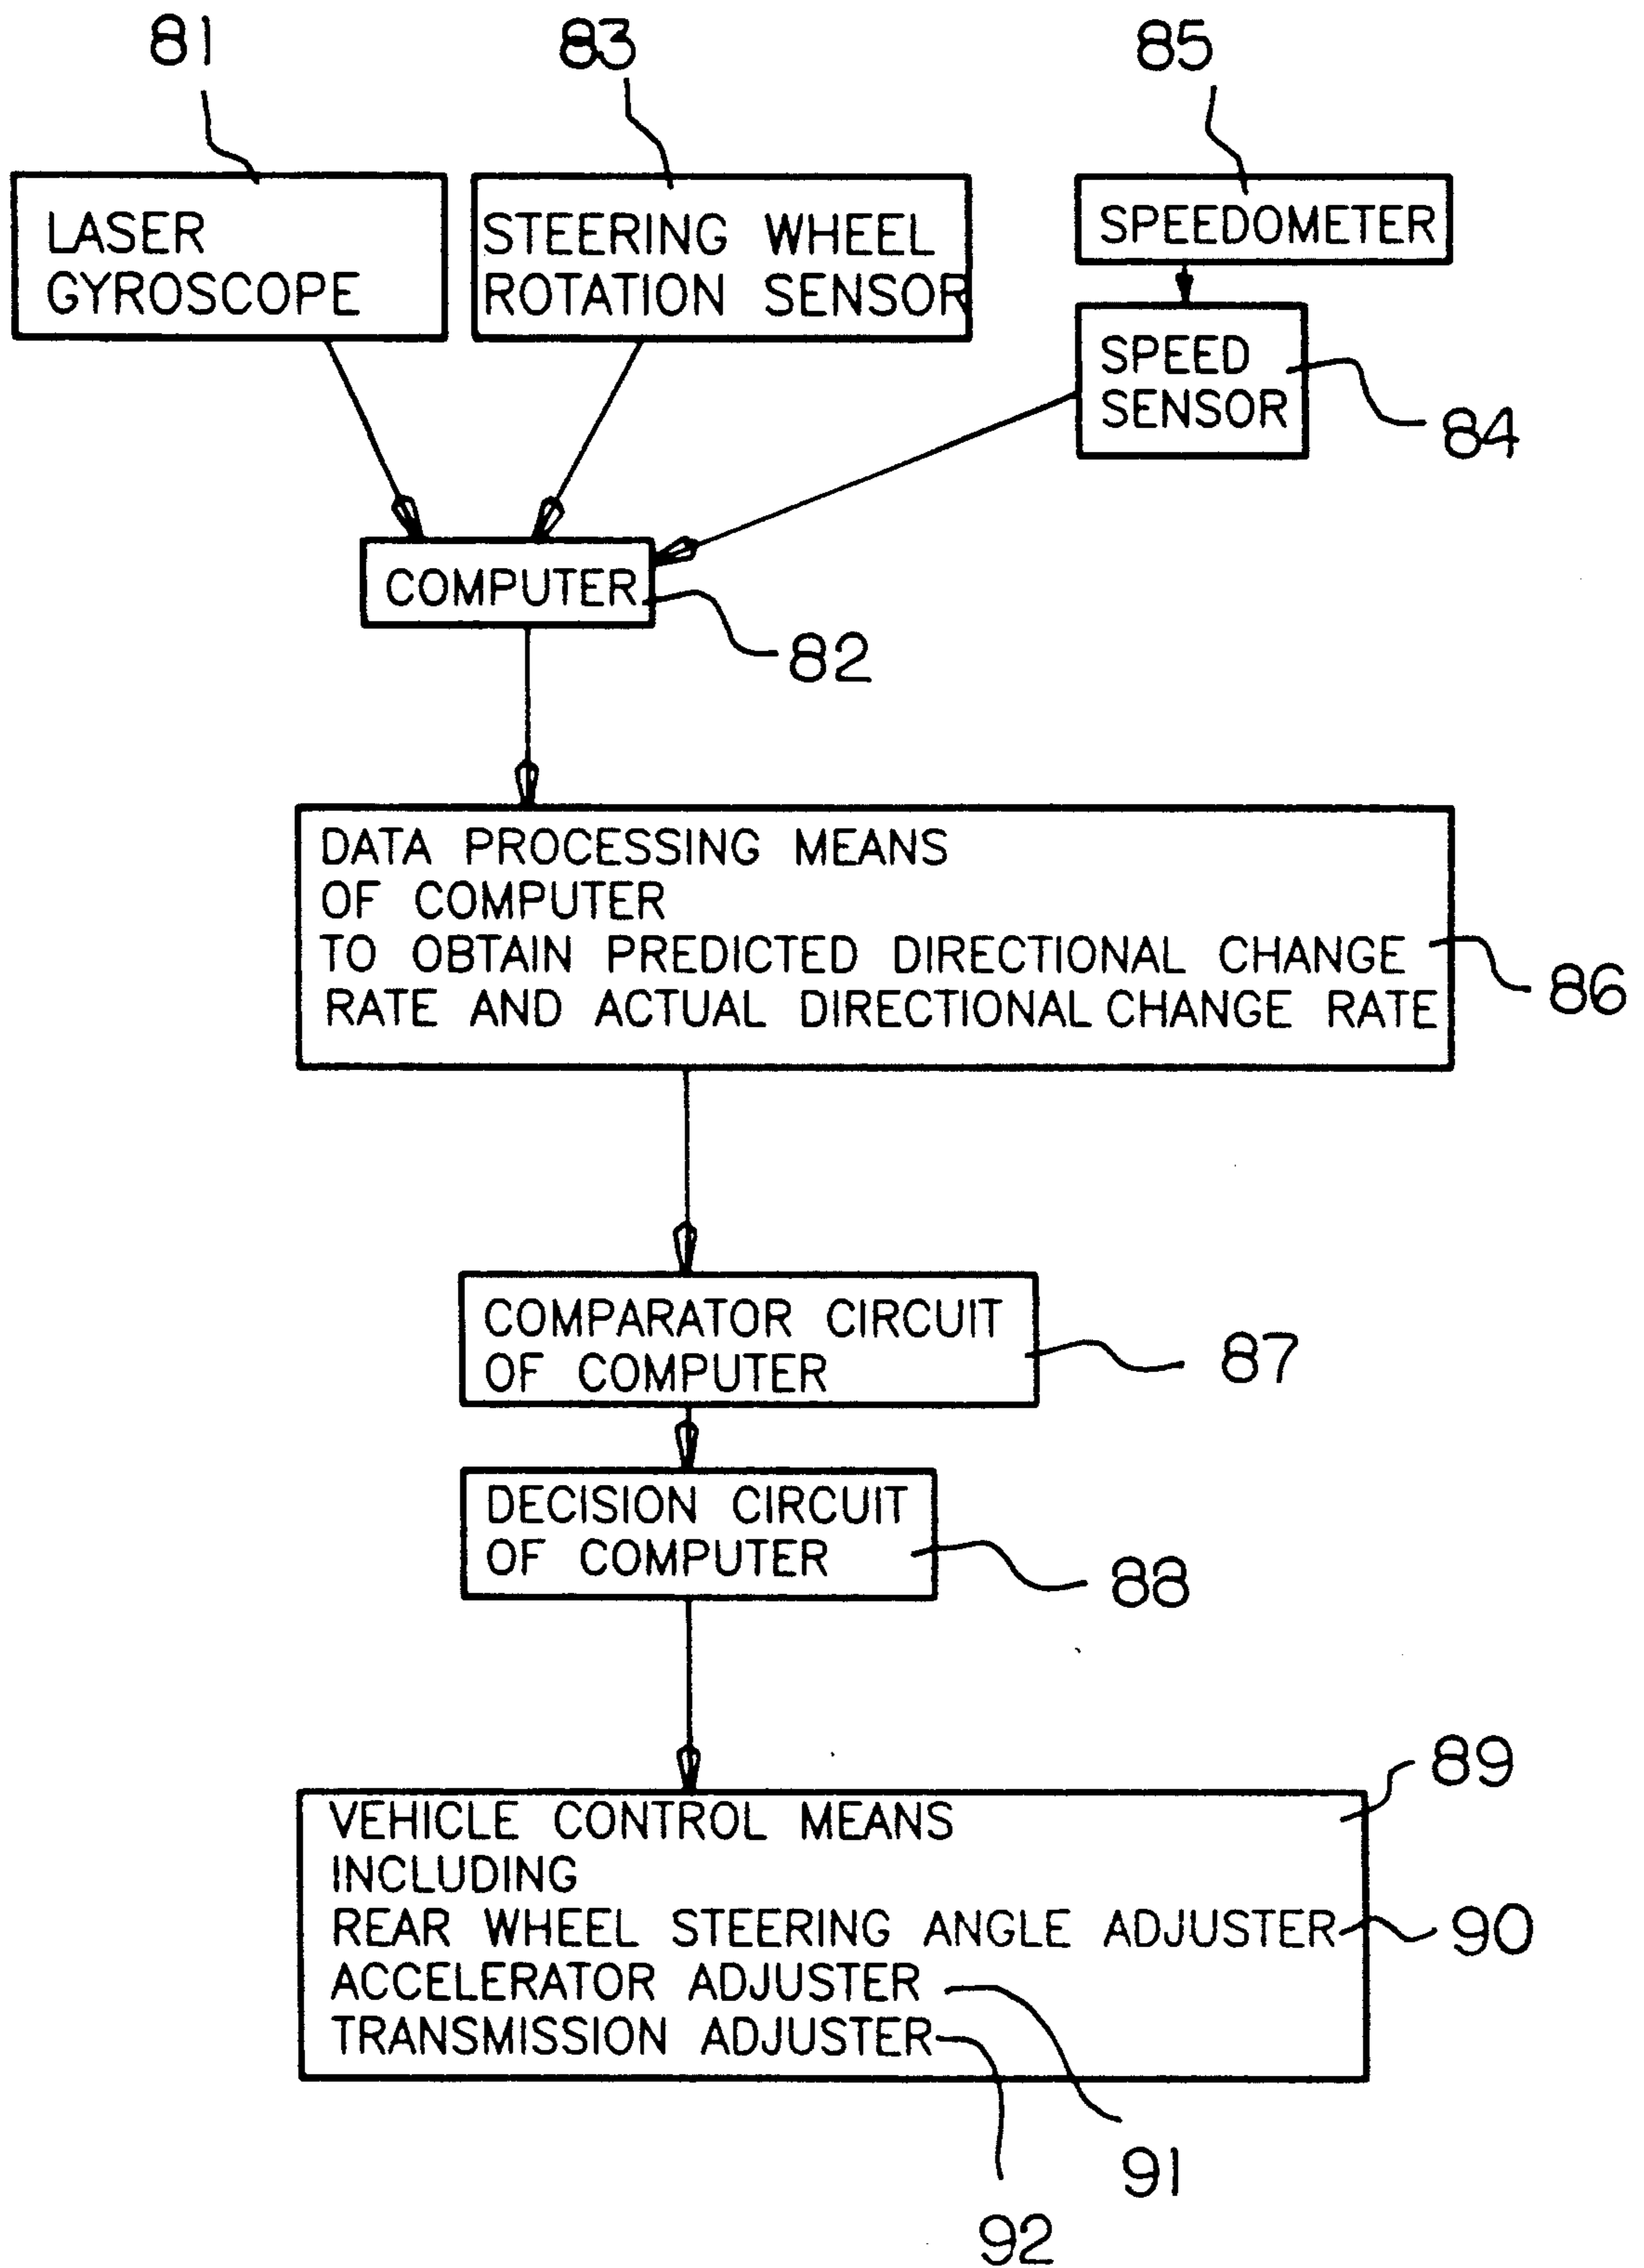 81
83
85
LASER
GYROSCOPE
STEERING WHEEL
ROTATION SENSOR
SPEEDOMETER
SPEED
SENSOR
84
COMPUTER
82
DATA PROCESSING MEANS
OF COMPUTER
TO OBTAIN PREDICTED DIRECTIONAL CHANGE
RATE AND ACTUAL DIRECTIONAL CHANGE RATE
86
COMPARATOR CIRCUIT
OF COMPUTER
87
DECISION CIRCUIT
OF COMPUTER
88
89
VEHICLE CONTROL MEANS
INCLUDING
REAR WHEEL STEERING ANGLE ADJUSTER
90
ACCELERATOR ADJUSTER
TRANSMISSION ADJUSTER
91
92